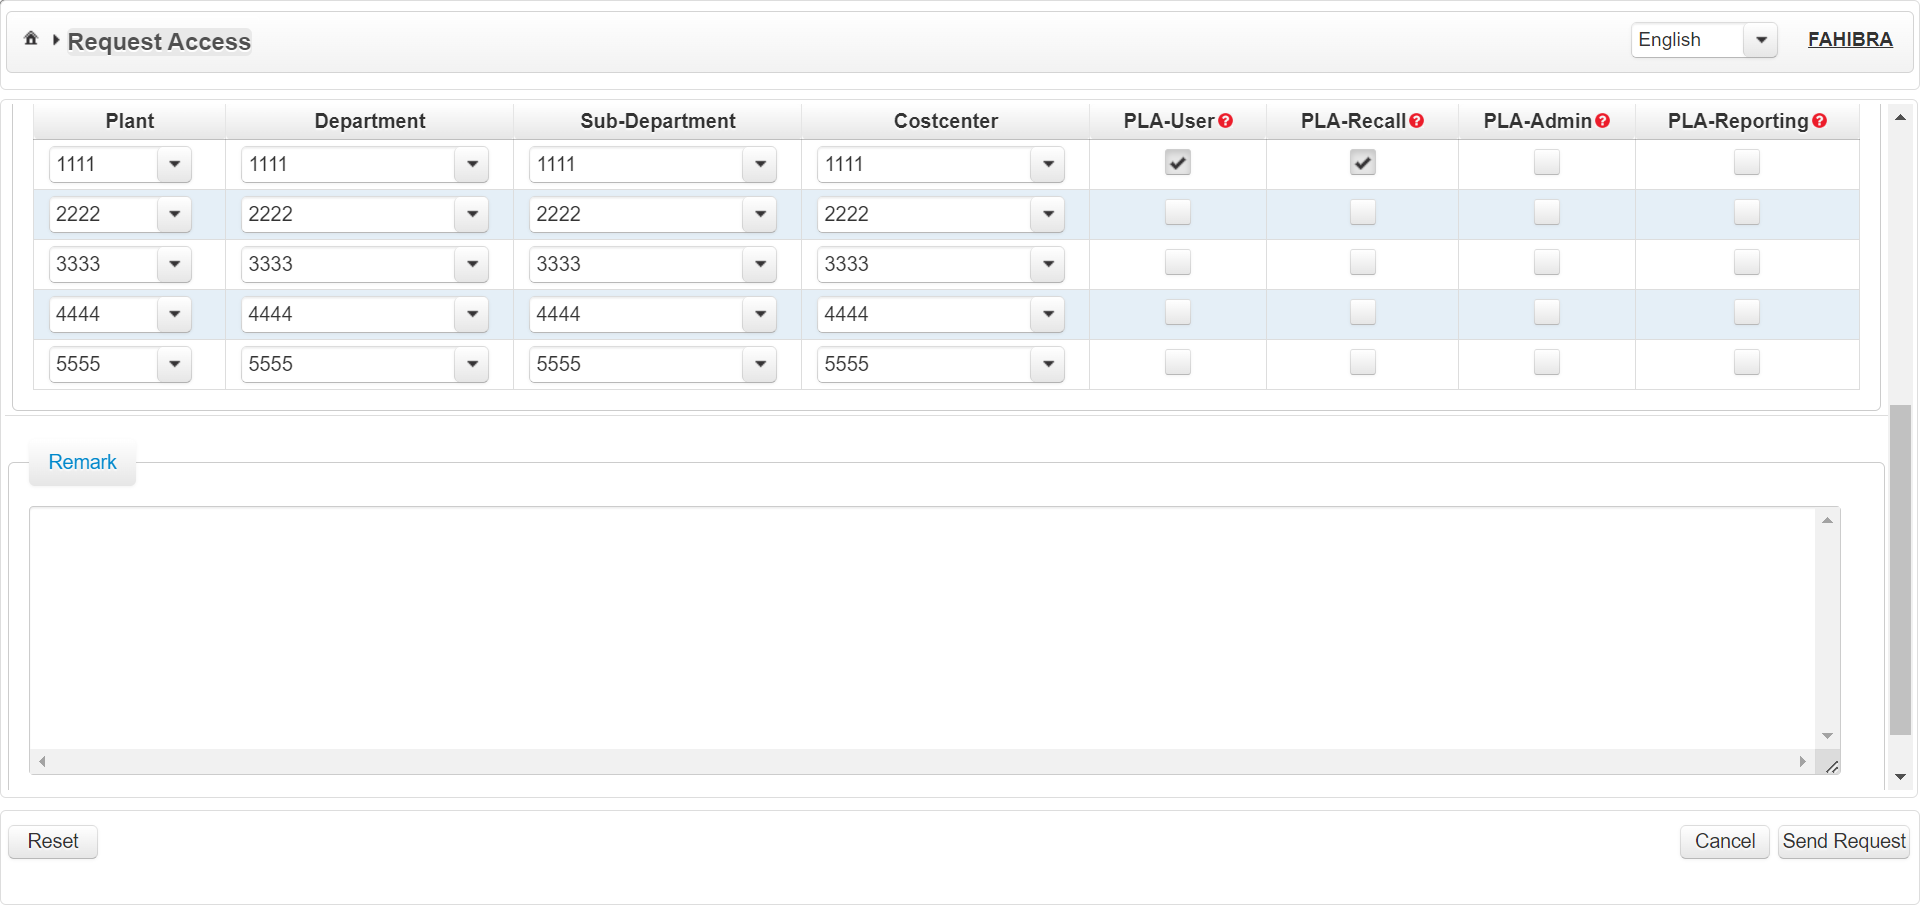 Request Access English FAHIBRA
Plant Department Sub-Department Costcenter PLA-User? PLA-Recall? PLA-Admin? PLA-Reporting?
1111 1111 1111 1111
2222 2222 2222 2222
3333 3333 3333 3333
4444 4444 4444 4444
5555 5555 5555 5555
Remark
Reset Cancel Send Request